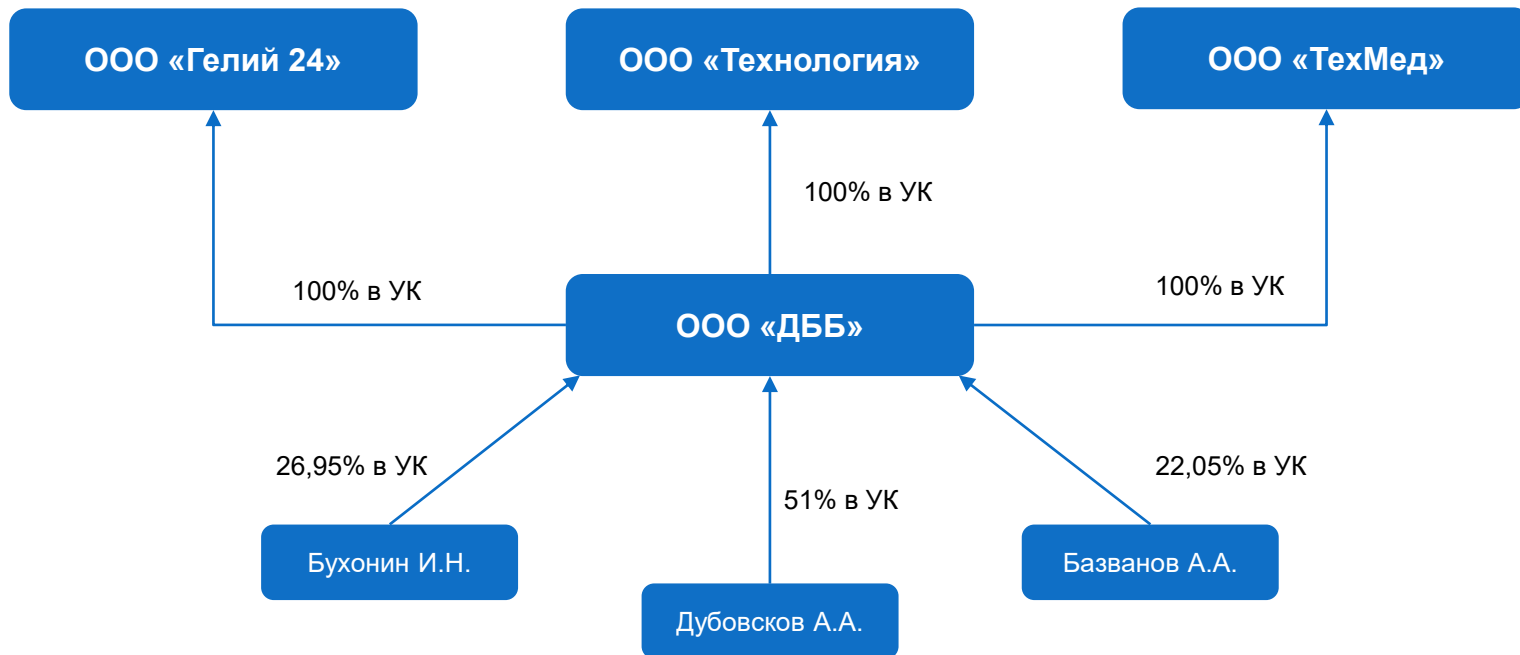 ООО «Гелий 24»
ООО «Технология»
ООО «ТехМед»
100% в УК
100% в УК
100% в УК
ООО «ДББ»
26,95% в УК
51% в УК
22,05% в УК
Бухонин И.Н.
Дубовсков А.А.
Базванов А.А.